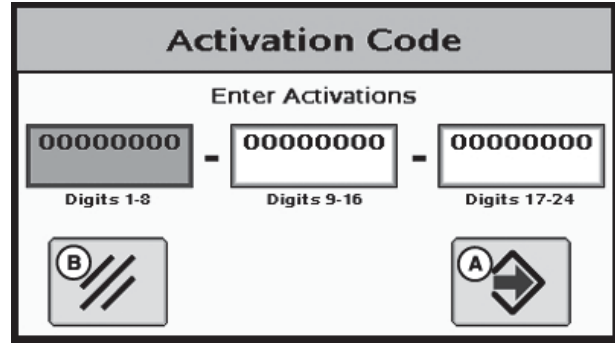 Activation Code
Enter Activations
00000000 - 00000000 - 00000000
Digits 1-8 Digits 9-16 Digits 17-24
B A